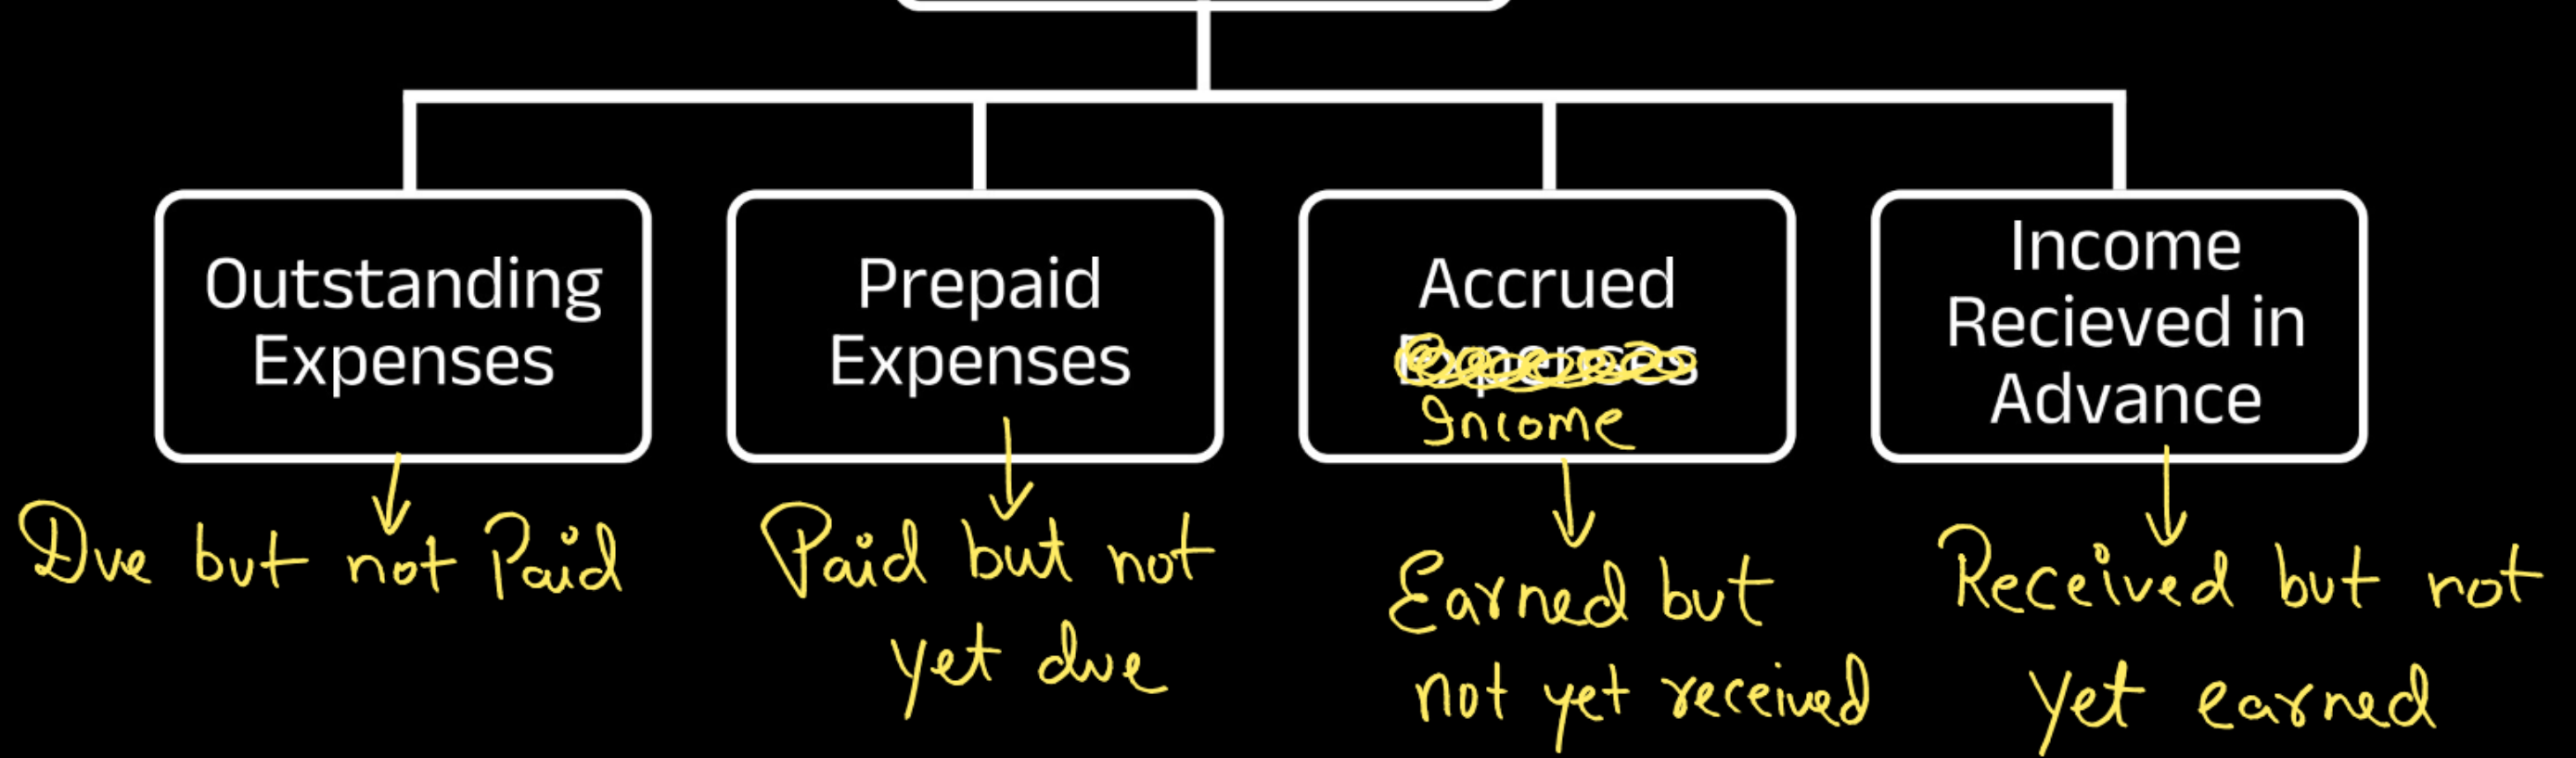 Outstanding
Expenses
Due but not Paid
Prepaid
Expenses
Paid but not
yet due
Accrued
Expenses
Income
Earned but
not yet received
Income
Recieved in
Advance
Received but not
yet earned